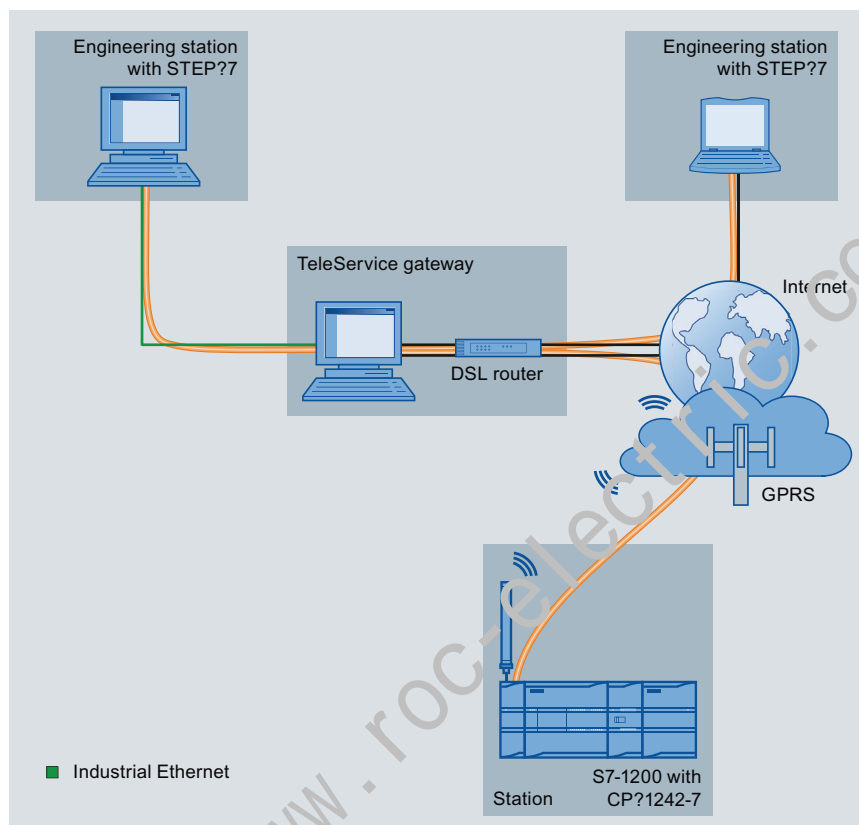 Engineering station
with STEP?7
Engineering station
with STEP?7
TeleService gateway
Internet
DSL router
GPRS
Industrial Ethernet
Station
S7-1200 with
CP?1242-7
www.roc-electric.co